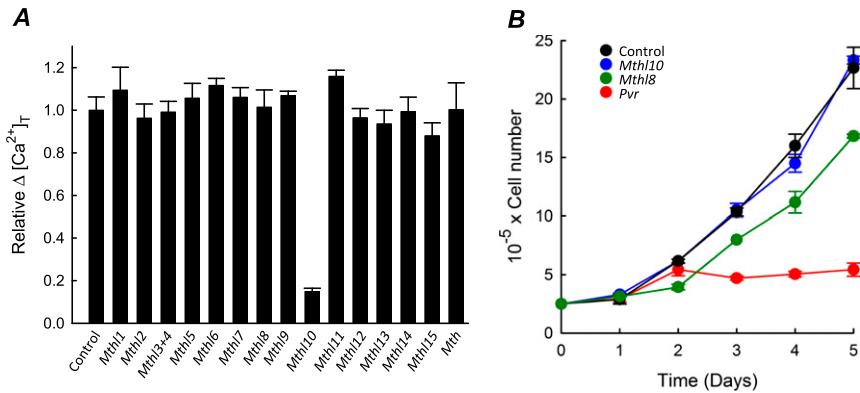 A
Relative Δ [Ca2+]T
1.2
1.0
0.8
0.6
0.4
0.2
0.0
Control
Mthl1
Mthl2
Mthl3+4
Mthl5
Mthl6
Mthl7
Mthl8
Mthl9
Mthl10
Mthl11
Mthl12
Mthl13
Mthl14
Mthl15
Mth
B
10-5 x Cell number
25
20
15
10
5
0
Control
Mthl10
Mthl8
Pvr
0 1 2 3 4 5
Time (Days)